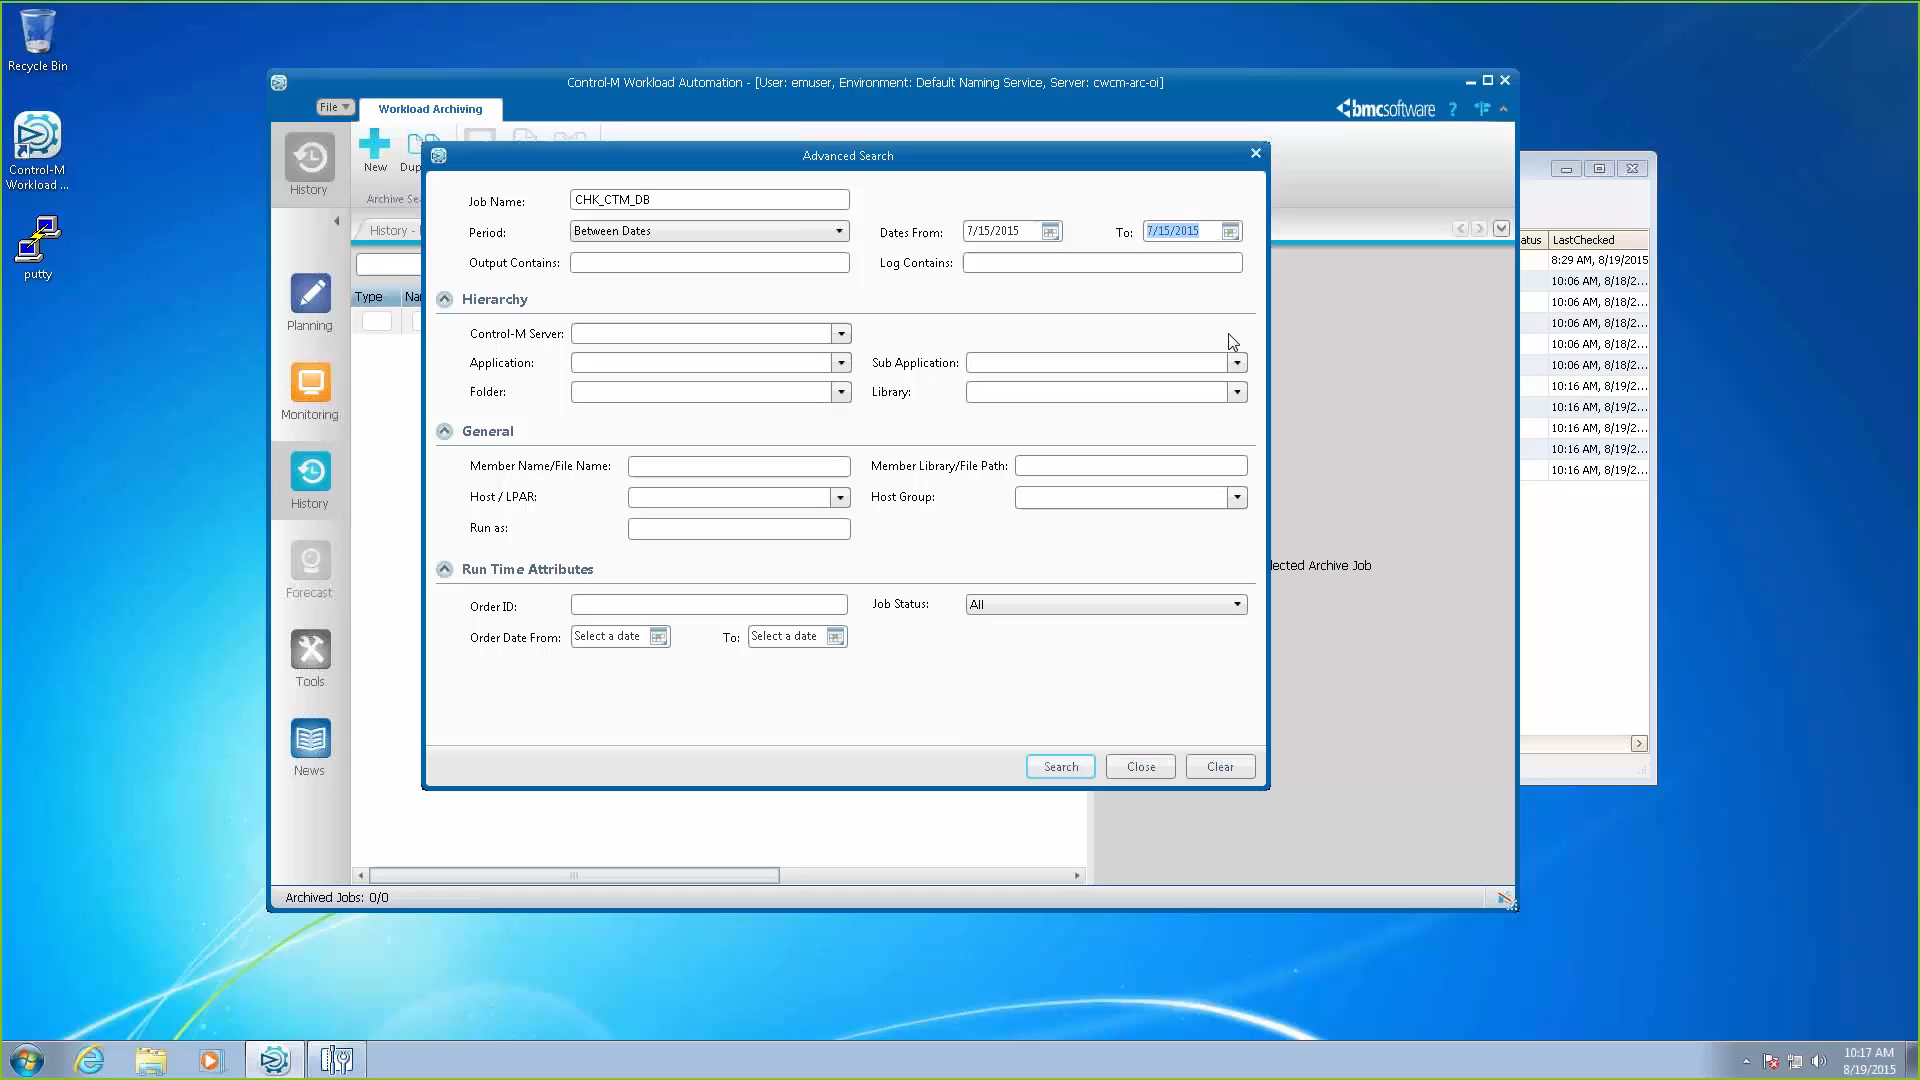 Recycle Bin
Control-M
Workload ...
putty
Control-M Workload Automation - [User: emuser, Environment: Default Naming Service, Server: cwcm-arc-oi]
File
Workload Archiving
bmcsoftware
?
History
New
Dup
Archive Se
History -
Type
Na
Planning
Monitoring
History
Forecast
Tools
News
Advanced Search
Job Name:
CHK_CTM_DB
Period:
Between Dates
Dates From:
7/15/2015
To:
7/15/2015
Output Contains:
Log Contains:
Hierarchy
Control-M Server:
Application:
Sub Application:
Folder:
Library:
General
Member Name/File Name:
Member Library/File Path:
Host / LPAR:
Host Group:
Run as:
Run Time Attributes
Order ID:
Job Status:
All
Order Date From:
Select a date
To:
Select a date
Search
Close
Clear
lected Archive Job
Archived Jobs: 0/0
atus
LastChecked
8:29 AM, 8/19/2015
10:06 AM, 8/18/2...
10:06 AM, 8/18/2...
10:06 AM, 8/18/2...
10:06 AM, 8/18/2...
10:06 AM, 8/18/2...
10:16 AM, 8/19/2...
10:16 AM, 8/19/2...
10:16 AM, 8/19/2...
10:16 AM, 8/19/2...
10:16 AM, 8/19/2...
10:17 AM
8/19/2015